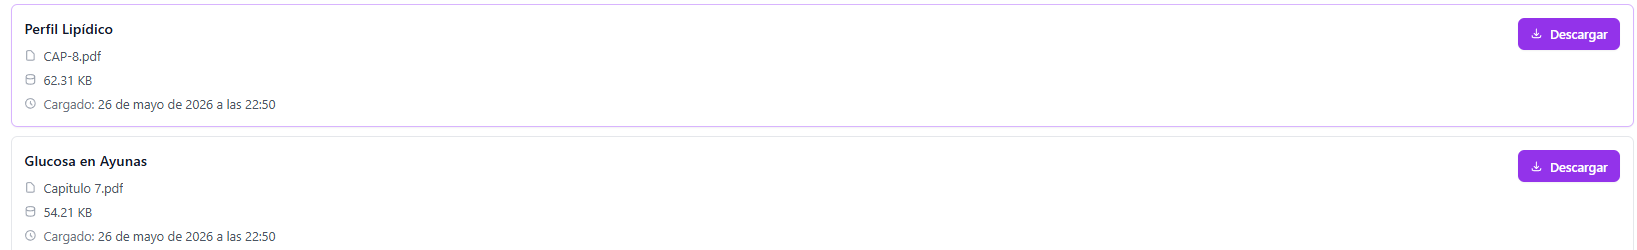 Perfil Lipídico
Descargar
CAP-8.pdf
62.31 KB
Cargado: 26 de mayo de 2026 a las 22:50
Glucosa en Ayunas
Descargar
Capitulo 7.pdf
54.21 KB
Cargado: 26 de mayo de 2026 a las 22:50